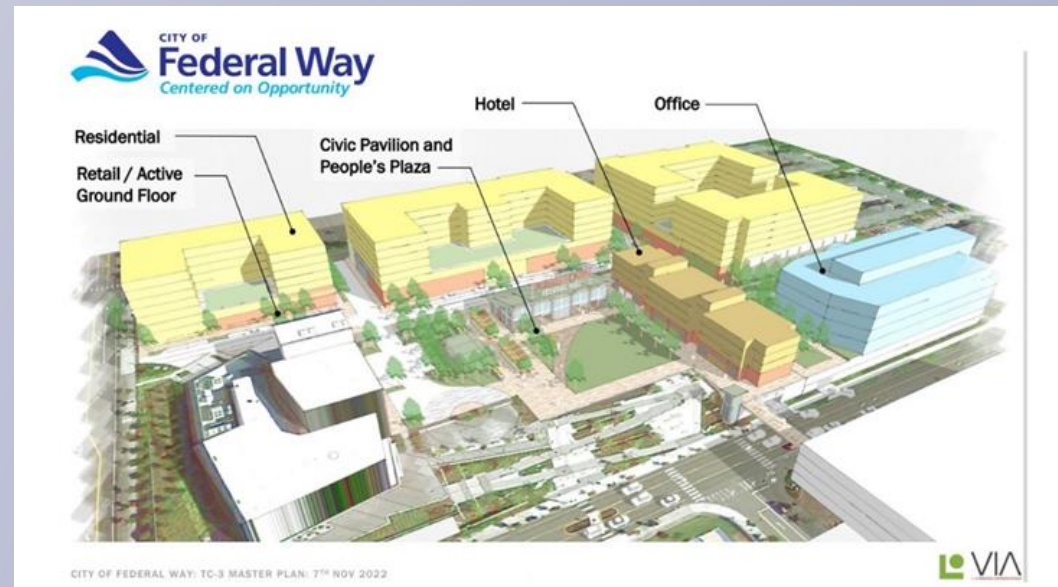 CITY OF
Federal Way
Centered on Opportunity
Hotel
Office
Residential
Civic Pavilion and
People's Plaza
Retail / Active
Ground Floor
CITY OF FEDERAL WAY: TC-3 MASTER PLAN: 7TH NOV 2022
VIA